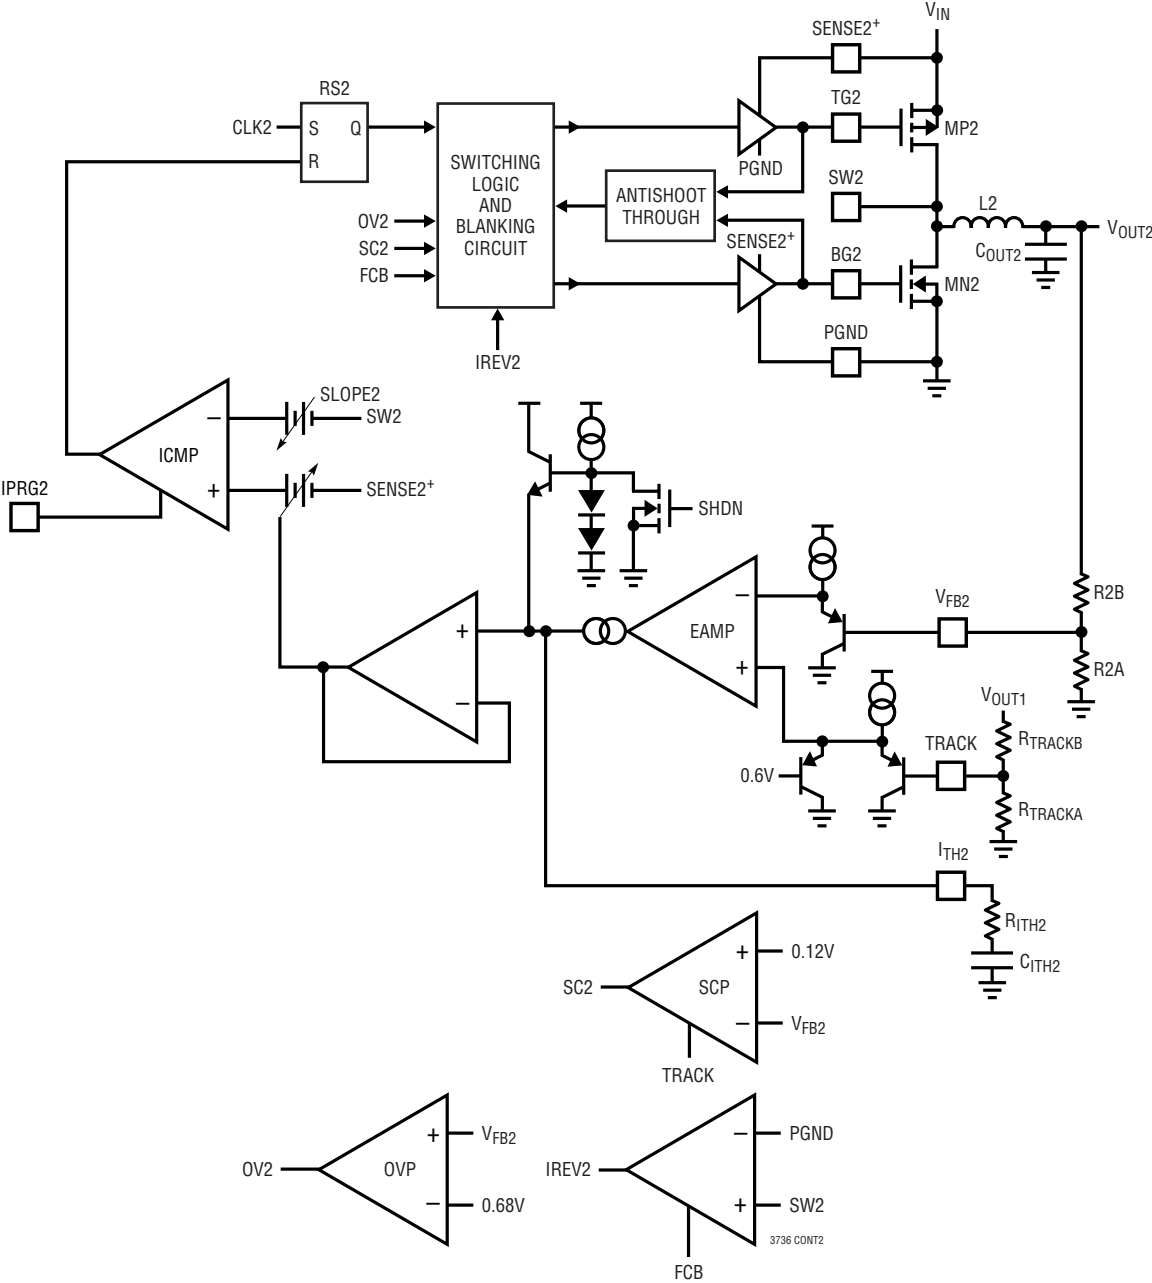 VIN
SENSE2+
RS2
TG2
CLK2
S
Q
R
MP2
SWITCHING
LOGIC
AND
BLANKING
CIRCUIT
PGND
ANTISHOOT
THROUGH
SW2
L2
OV2
SC2
FCB
SENSE2+
BG2
VOUT2
COUT2
MN2
PGND
IREV2
SLOPE2
–
SW2
ICMP
+
SENSE2+
IPRG2
SHDN
–
EAMP
+
VFB2
R2B
R2A
+
–
VOUT1
TRACK
RTRACKB
0.6V
RTRACKA
ITH2
RITH2
CITH2
+
0.12V
SC2
SCP
–
VFB2
TRACK
+
VFB2
OV2
OVP
–
0.68V
–
PGND
IREV2
+
SW2
3736 CONT2
FCB